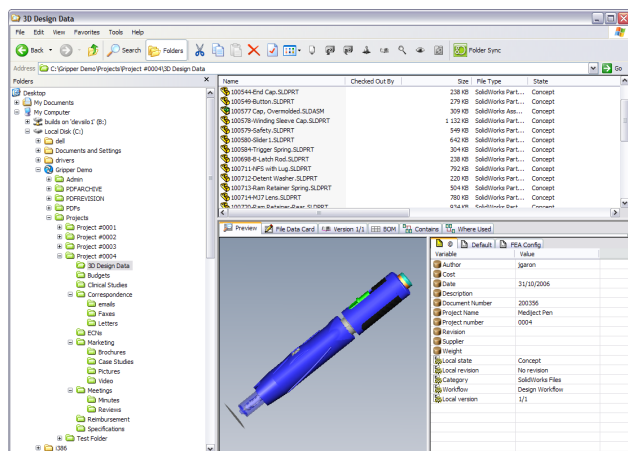 3D Design Data
File Edit View Favorites Tools Help
Back Search Folders Folder Sync
Address C:\Gripper Demo\Projects\Project #0004\3D Design Data Go
Folders
Desktop
My Documents
My Computer
builds on 'devsilo1' (B:)
Local Disk (C:)
dell
Documents and Settings
drivers
Gripper Demo
Admin
PDFARCHIVE
PDFREVISION
PDFs
Projects
Project #0001
Project #0002
Project #0003
Project #0004
3D Design Data
Budgets
Clinical Studies
Correspondence
emails
Faxes
Letters
ECNs
Marketing
Brochures
Case Studies
Pictures
Video
Meetings
Minutes
Reviews
Reimbursement
Specifications
Test Folder
i386
Name Checked Out By Size File Type State
100544-End Cap.SLDPRT 238 KB SolidWorks Part... Concept
100549-Button.SLDPRT 279 KB SolidWorks Part... Concept
100577 Cap, Overmolded.SLDASM 309 KB SolidWorks Ass... Concept
100578-Winding Sleeve Cap.SLDPRT 1 132 KB SolidWorks Part... Concept
100579-Safety.SLDPRT 549 KB SolidWorks Part... Concept
100580-Slider 1.SLDPRT 642 KB SolidWorks Part... Concept
100584-Trigger Spring.SLDPRT 304 KB SolidWorks Part... Concept
100698-B-Latch Rod.SLDPRT 238 KB SolidWorks Part... Concept
100711-NFS with Lug.SLDPRT 792 KB SolidWorks Part... Concept
100712-Detent Washer.SLDPRT 220 KB SolidWorks Part... Concept
100713-Ram Retainer Spring.SLDPRT 504 KB SolidWorks Part... Concept
100714-MJ7 Lens.SLDPRT 780 KB SolidWorks Part... Concept
100720-Ram Retainer-Rear.SLDPRT 934 KB SolidWorks Part... Concept
Preview File Data Card Version 1/1 BOM Contains Where Used
@ Default FEA Config
Variable Value
Author jgaron
Cost
Date 31/10/2006
Description
Document Number 200356
Project Name Mediject Pen
Project number 0004
Revision
Supplier
Weight
Local state Concept
Local revision No revision
Category SolidWorks Files
Workflow Design Workflow
Local version 1/1